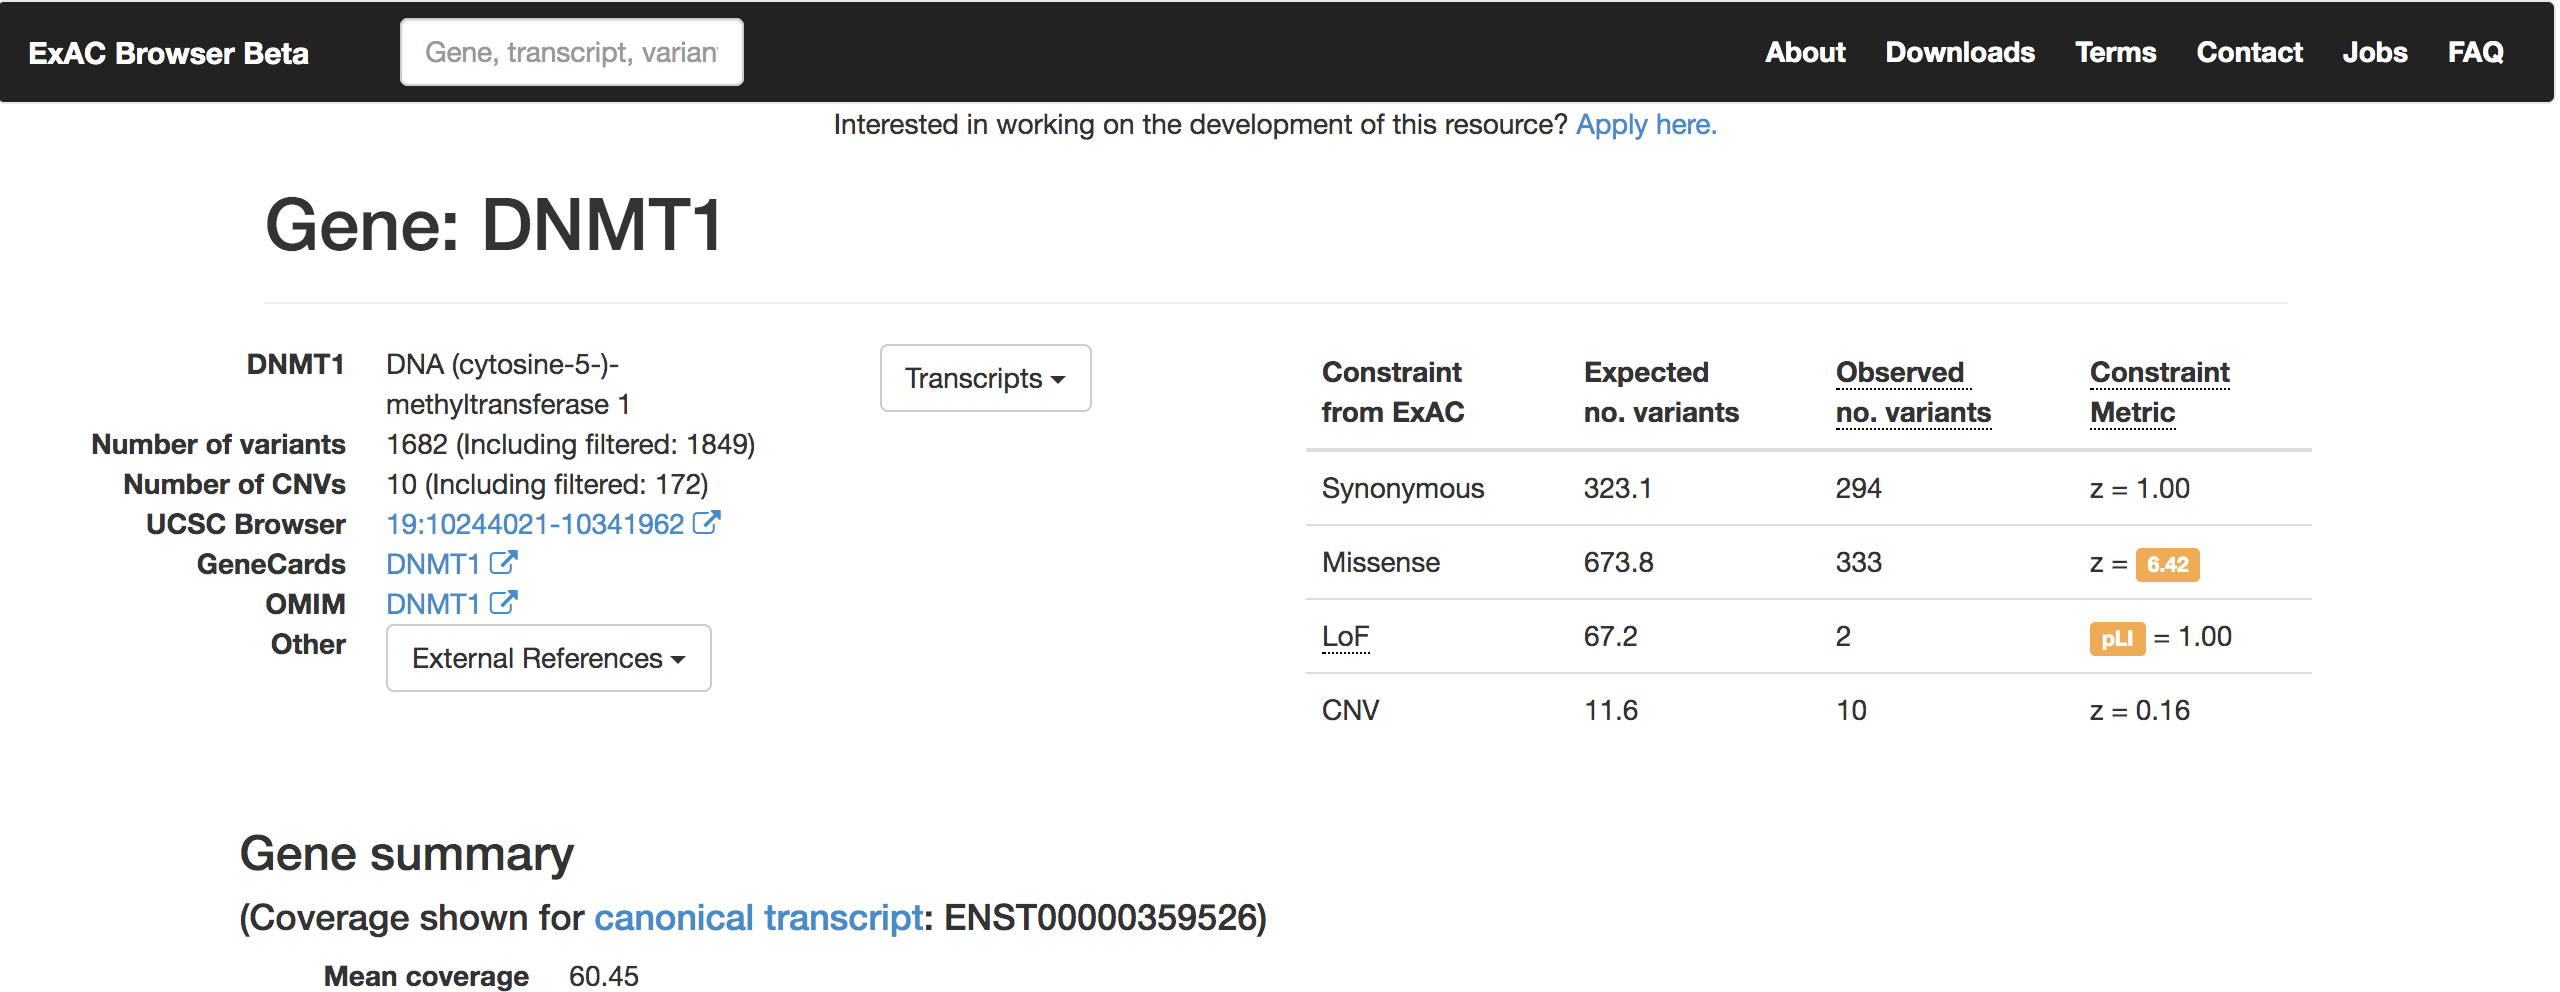 ExAC Browser Beta
Gene, transcript, varian
About Downloads Terms Contact Jobs FAQ
Interested in working on the development of this resource? Apply here.
Gene: DNMT1
DNMT1 DNA (cytosine-5-)-
methyltransferase 1
Number of variants 1682 (Including filtered: 1849)
Number of CNVs 10 (Including filtered: 172)
UCSC Browser 19:10244021-10341962
GeneCards DNMT1
OMIM DNMT1
Other External References
Transcripts
Constraint Expected Observed Constraint
from ExAC no. variants no. variants Metric
Synonymous 323.1 294 z = 1.00
Missense 673.8 333 z = 6.42
LoF 67.2 2 pLI = 1.00
CNV 11.6 10 z = 0.16
Gene summary
(Coverage shown for canonical transcript: ENST00000359526)
Mean coverage 60.45